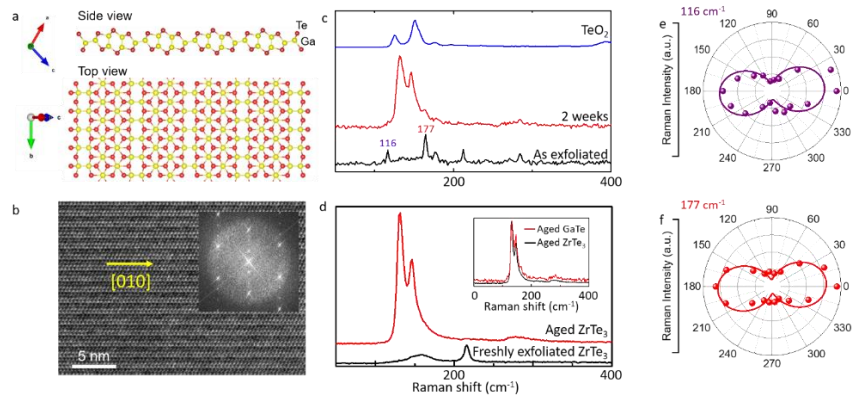 a
Side view
Te
Ga
a
c
Top view
c
b
b
[010]
5 nm
c
TeO2
2 weeks
116
177
As exfoliated
200
400
d
Aged GaTe
Aged ZrTe3
0
200
400
Raman shift (cm-1)
Aged ZrTe3
Freshly exfoliated ZrTe3
200
400
Raman shift (cm-1)
e
116 cm-1
Raman Intensity (a.u.)
90
120
60
150
30
180
0
210
330
240
300
270
f
177 cm-1
Raman Intensity (a.u.)
90
120
60
150
30
180
0
210
330
240
300
270